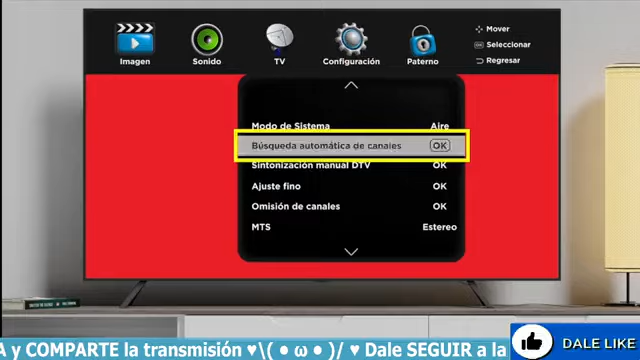 Imagen
Sonido
TV
Configuración
Paterno
Mover
Seleccionar
Regresar
Modo de Sistema Aire
Búsqueda automática de canales OK
Sintonización manual DTV OK
Ajuste fino OK
Omisión de canales OK
MTS Estereo
A y COMPARTE la transmisión ♥\( • ω • )/ ♥ Dale SEGUIR a la
DALE LIKE